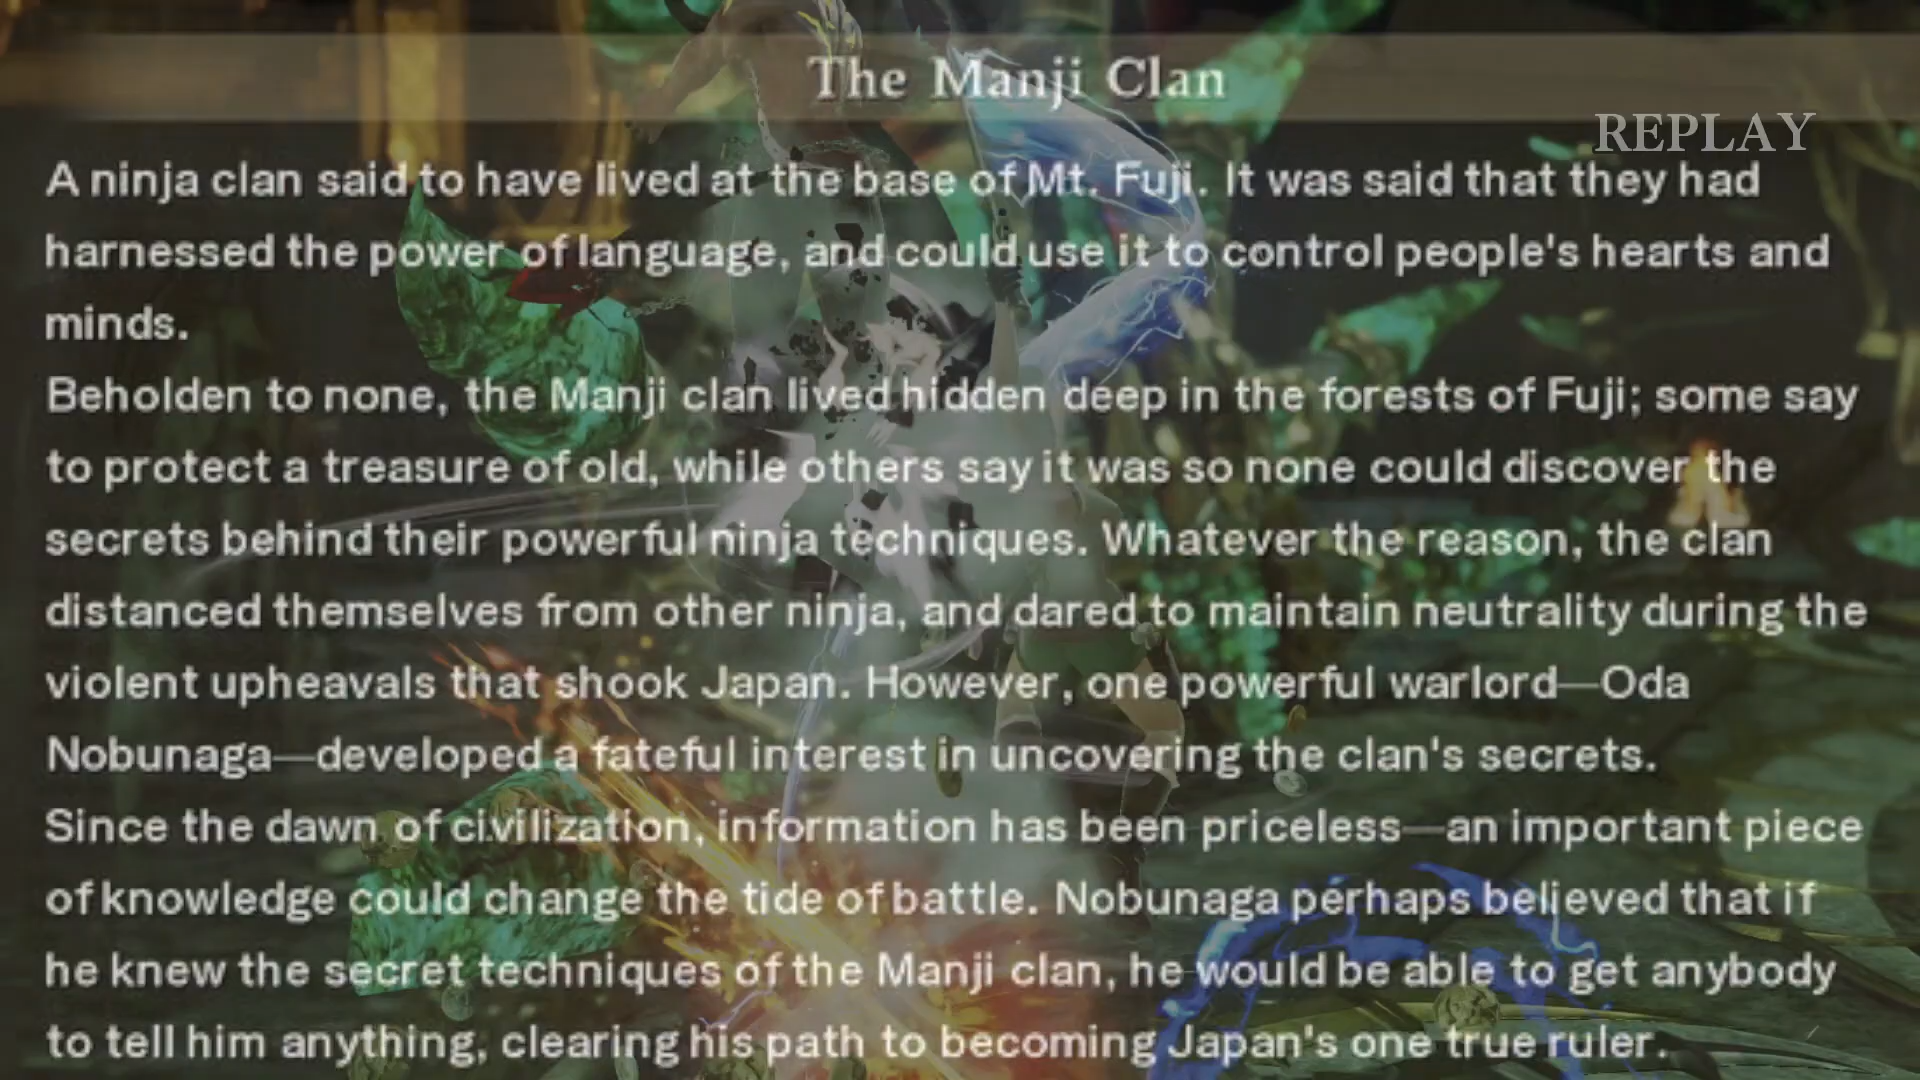 The Manji Clan
REPLAY
A ninja clan said to have lived at the base of Mt. Fuji. It was said that they had
harnessed the power of language, and could use it to control people's hearts and
minds.
Beholden to none, the Manji clan lived hidden deep in the forests of Fuji; some say
to protect a treasure of old, while others say it was so none could discover the
secrets behind their powerful ninja techniques. Whatever the reason, the clan
distanced themselves from other ninja, and dared to maintain neutrality during the
violent upheavals that shook Japan. However, one powerful warlord—Oda
Nobunaga—developed a fateful interest in uncovering the clan's secrets.
Since the dawn of civilization, information has been priceless—an important piece
of knowledge could change the tide of battle. Nobunaga perhaps believed that if
he knew the secret techniques of the Manji clan, he would be able to get anybody
to tell him anything, clearing his path to becoming Japan's one true ruler.